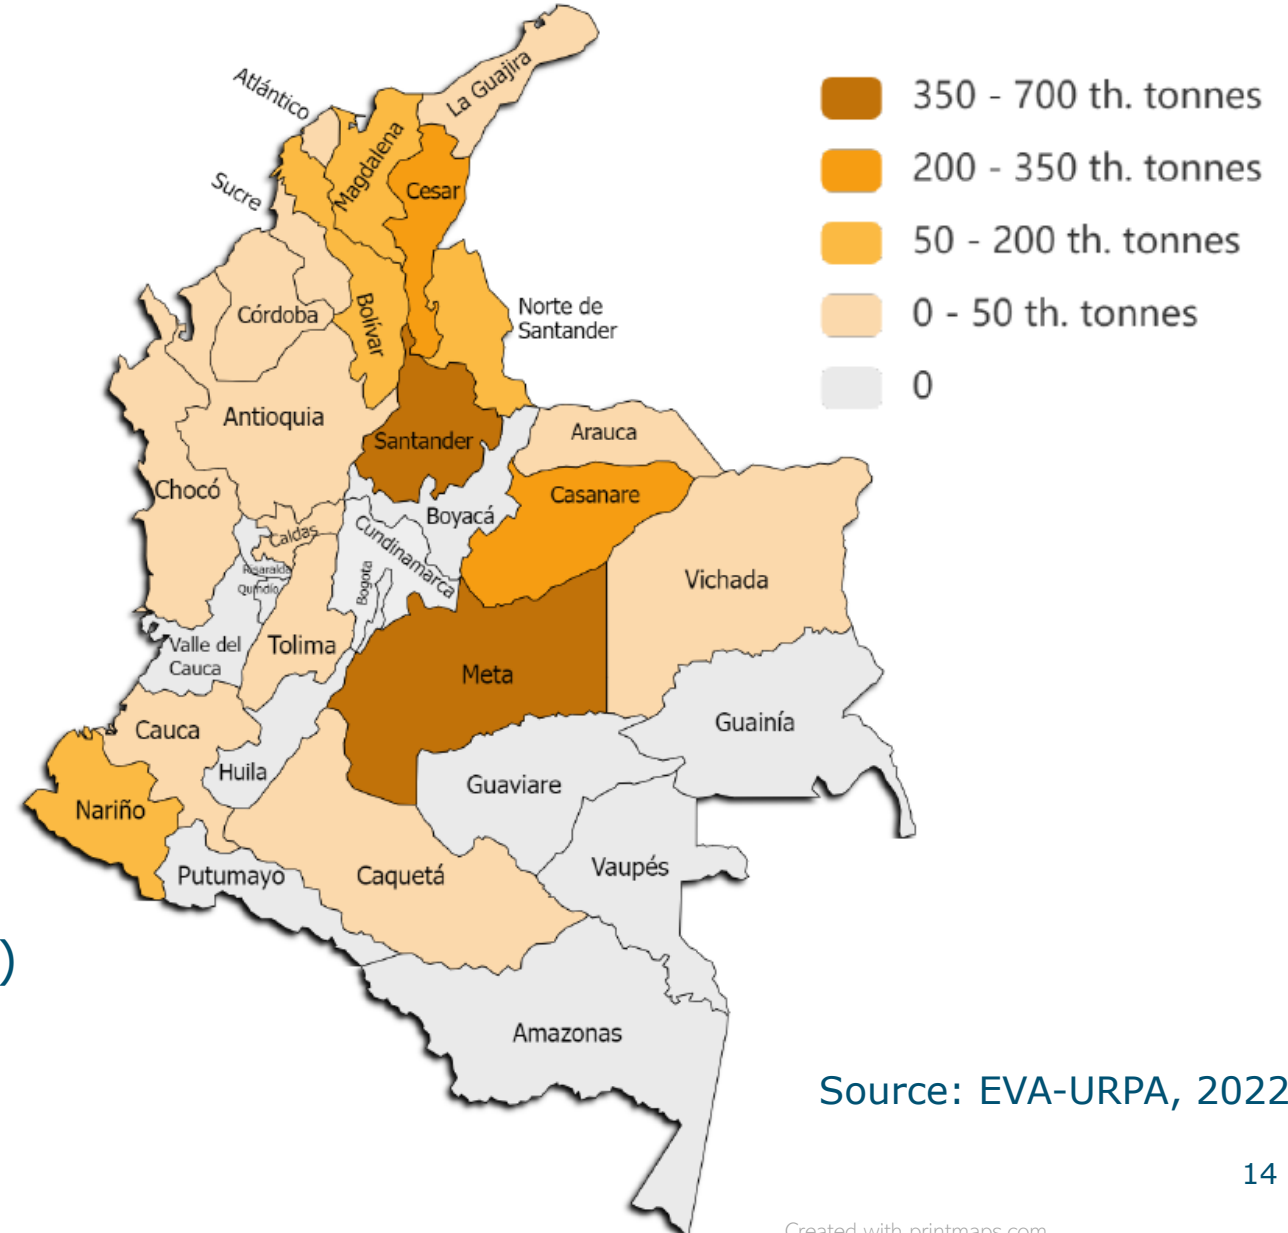 Atlántico
La Guajira
Magdalena
Cesar
Sucre
Córdoba
Bolívar
Norte de
Santander
Antioquia
Santander
Arauca
Chocó
Casanare
Boyacá
Caldas
Cundinamarca
Risaralda
Quindío
Bogota
Vichada
Valle del
Cauca
Tolima
Meta
Cauca
Guainía
Huila
Guaviare
Nariño
Putumayo
Caquetá
Vaupés
Amazonas
350 - 700 th. tonnes
200 - 350 th. tonnes
50 - 200 th. tonnes
0 - 50 th. tonnes
0
)
Source: EVA-URPA, 2022
14
Created with printmaps.com